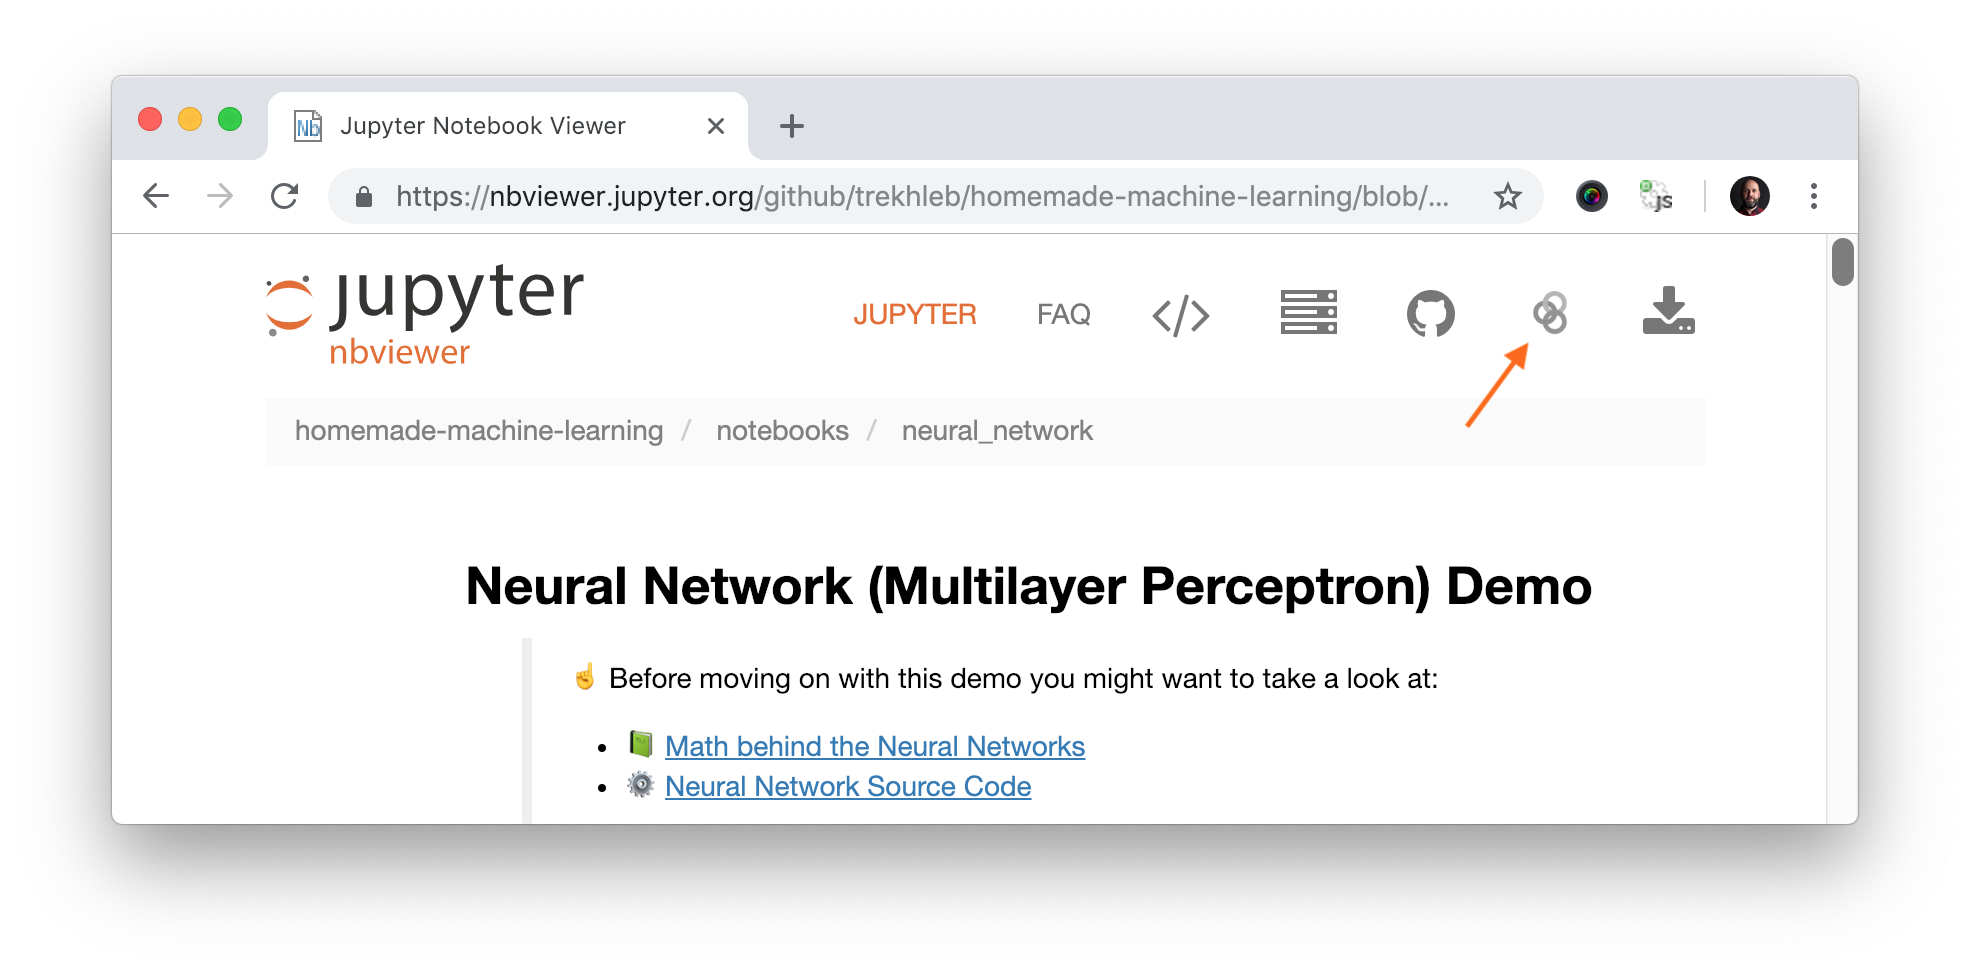 Jupyter Notebook Viewer
https://nbviewer.jupyter.org/github/trekhleb/homemade-machine-learning/blob/...
js
jupyter
nbviewer
JUPYTER FAQ </>
homemade-machine-learning / notebooks / neural_network
Neural Network (Multilayer Perceptron) Demo
☝ Before moving on with this demo you might want to take a look at:
• 📗 Math behind the Neural Networks
• ⚙ Neural Network Source Code